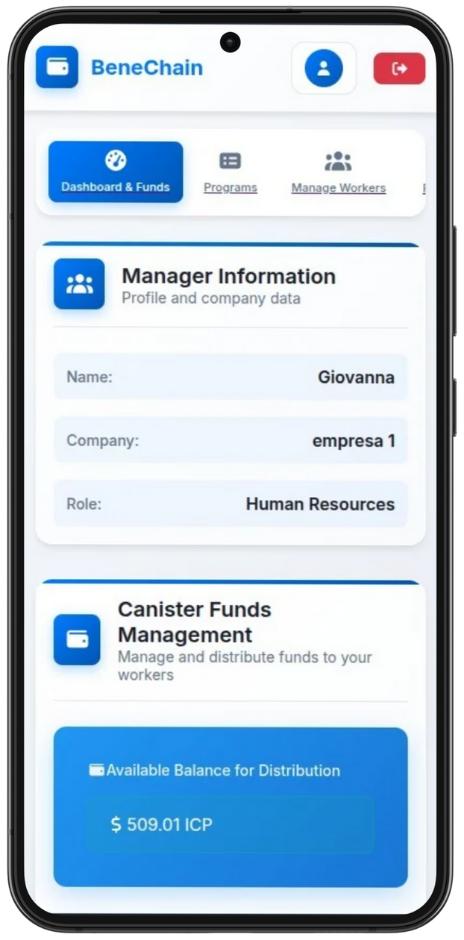 BeneChain
Dashboard & Funds
Programs
Manage Workers
Manager Information
Profile and company data
Name:
Giovanna
Company:
empresa 1
Role:
Human Resources
Canister Funds
Management
Manage and distribute funds to your
workers
Available Balance for Distribution
$ 509.01 ICP